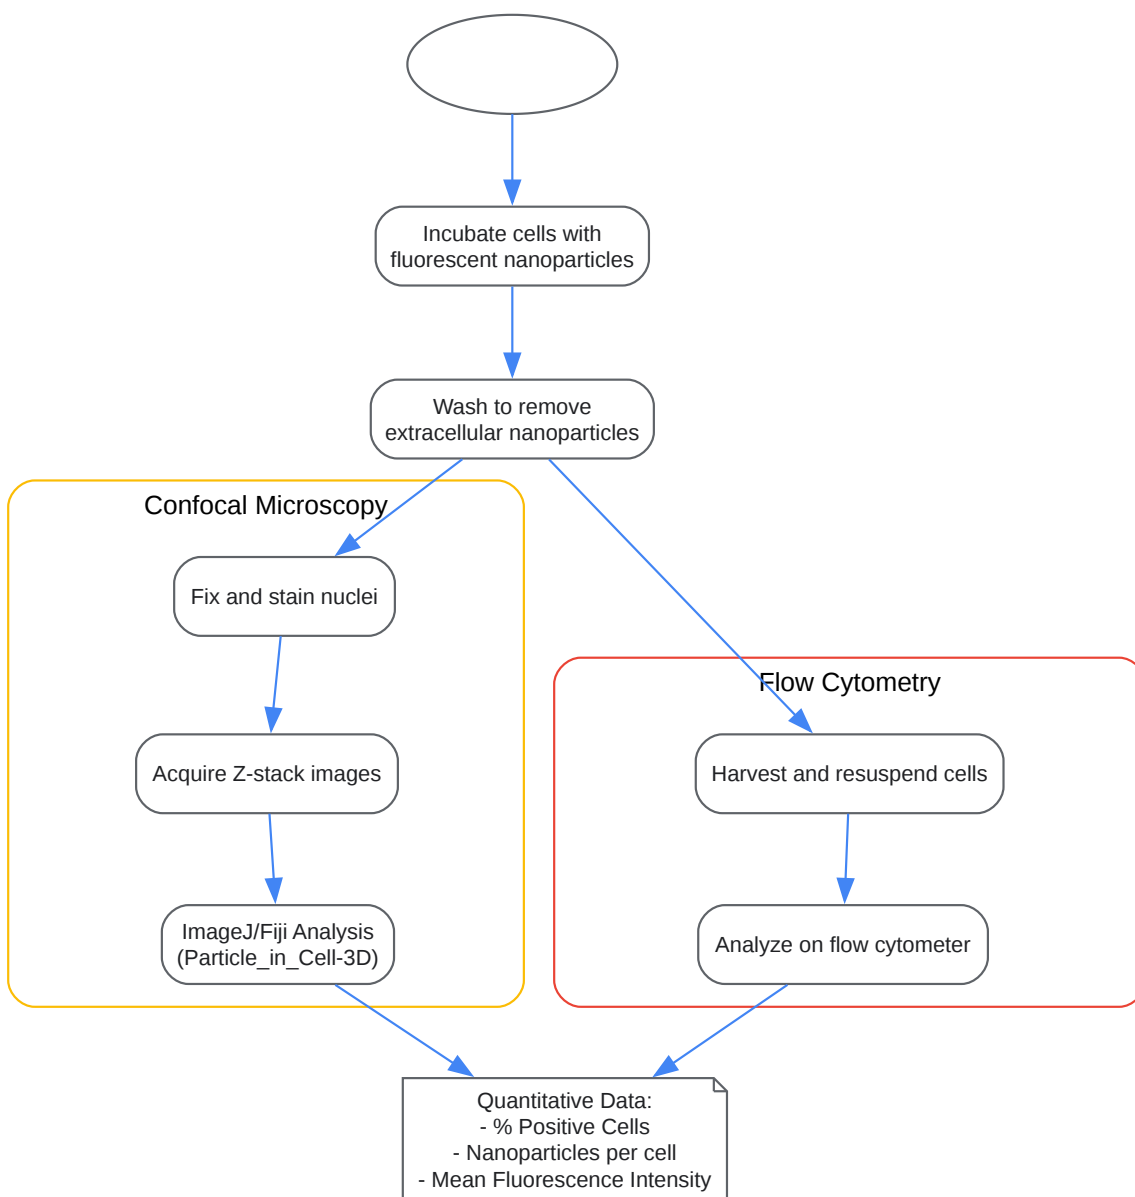 Incubate cells with
fluorescent nanoparticles
Wash to remove
extracellular nanoparticles
Confocal Microscopy
Fix and stain nuclei
Acquire Z-stack images
ImageJ/Fiji Analysis
(Particle_in_Cell-3D)
Flow Cytometry
Harvest and resuspend cells
Analyze on flow cytometer
Quantitative Data:
- % Positive Cells
- Nanoparticles per cell
- Mean Fluorescence Intensity